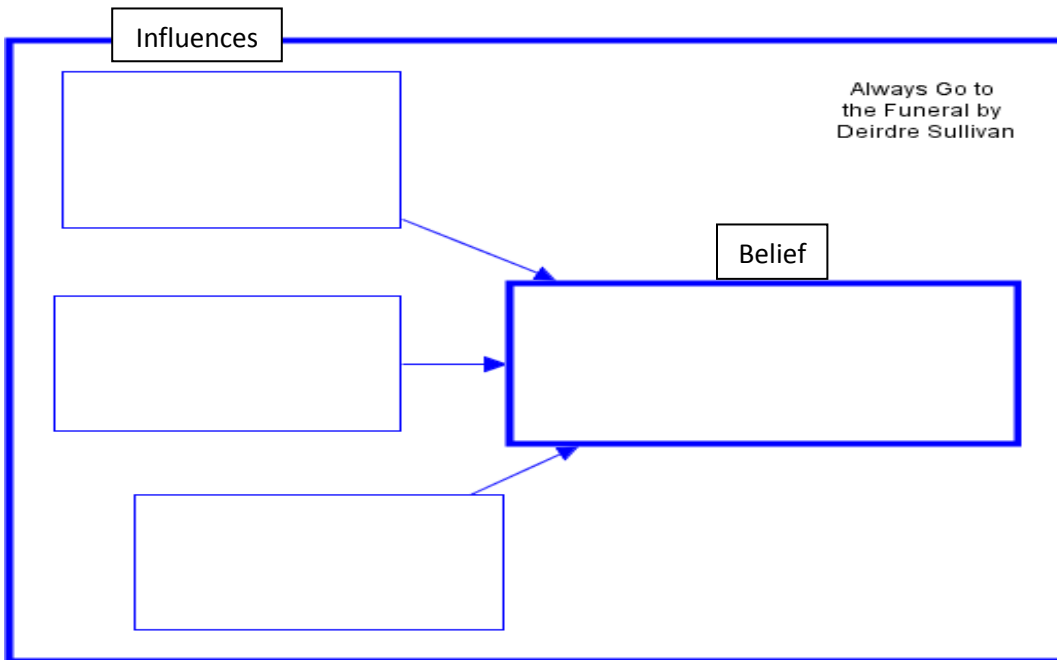 Influences
Always Go to
the Funeral by
Deirdre Sullivan
Belief